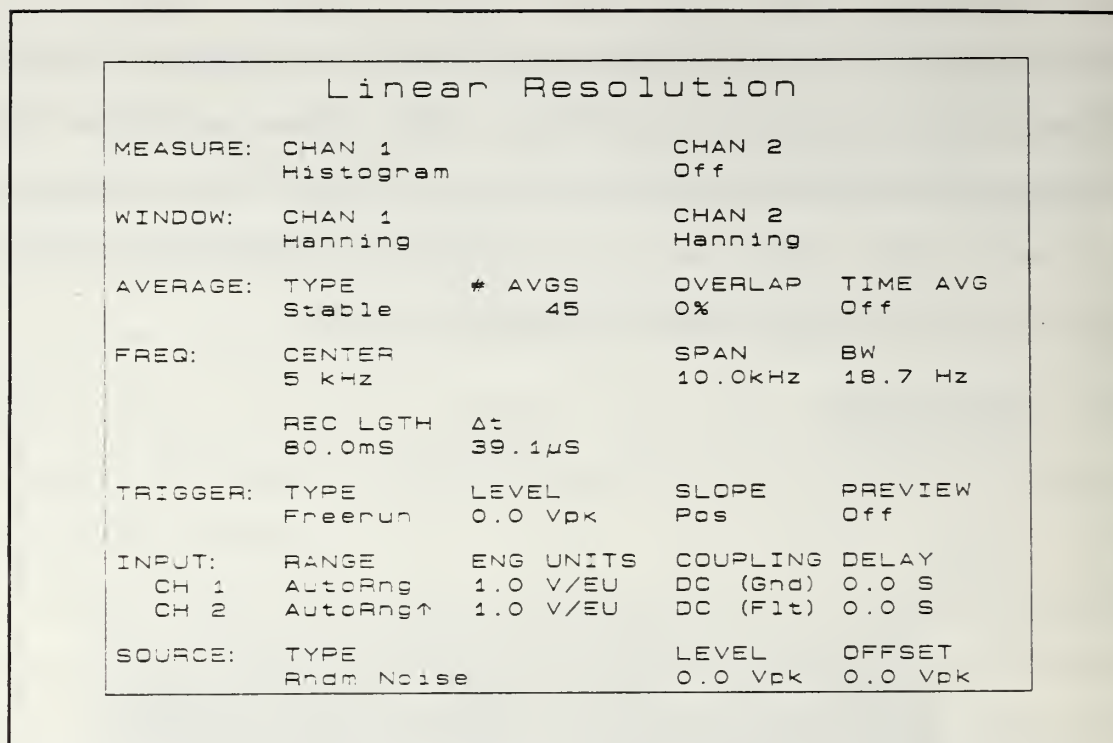 Linear Resolution
MEASURE: CHAN 1 CHAN 2
Histogram Off
WINDOW: CHAN 1 CHAN 2
Hanning Hanning
AVERAGE: TYPE # AVGS OVERLAP TIME AVG
Stable 45 0% Off
FREQ: CENTER SPAN BW
5 kHz 10.0kHz 18.7 Hz
REC LGTH Δt
80.0mS 39.1µS
TRIGGER: TYPE LEVEL SLOPE PREVIEW
Freerun 0.0 Vpk Pos Off
INPUT: RANGE ENG UNITS COUPLING DELAY
CH 1 AutoRng 1.0 V/EU DC (Gnd) 0.0 S
CH 2 AutoRng↑ 1.0 V/EU DC (Flt) 0.0 S
SOURCE: TYPE LEVEL OFFSET
Rndm Noise 0.0 Vpk 0.0 Vpk